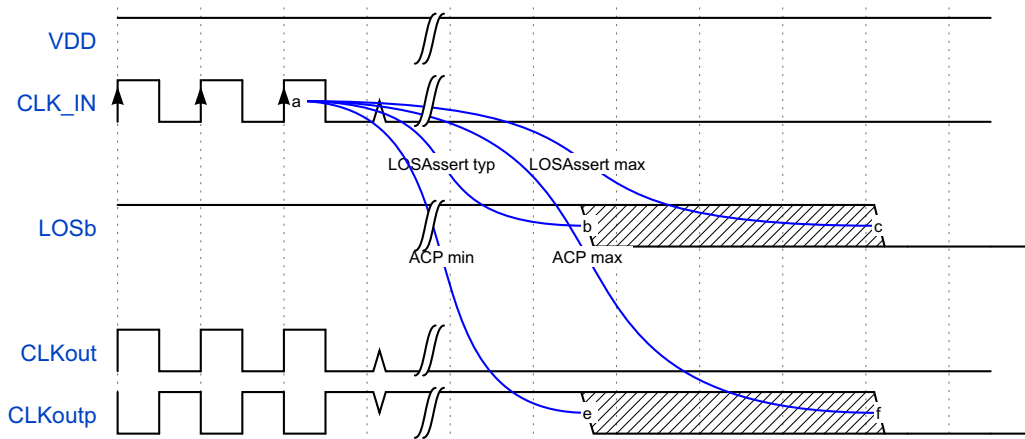 VDD
CLK_IN
a
LOSAssert typ
LOSAssert max
LOSb
b
c
ACP min
ACP max
CLKout
CLKoutp
e
f